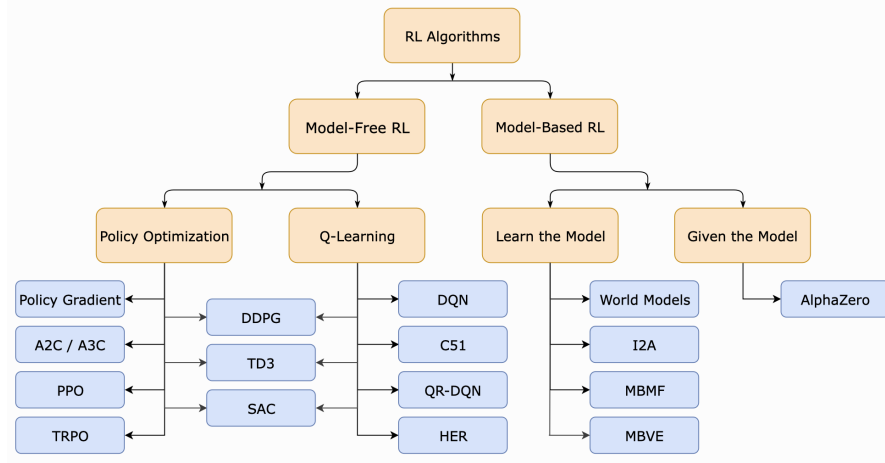 RL Algorithms
Model-Free RL
Model-Based RL
Policy Optimization
Q-Learning
Learn the Model
Given the Model
Policy Gradient
DDPG
DQN
World Models
AlphaZero
A2C / A3C
TD3
C51
I2A
PPO
SAC
QR-DQN
MBMF
TRPO
HER
MBVE